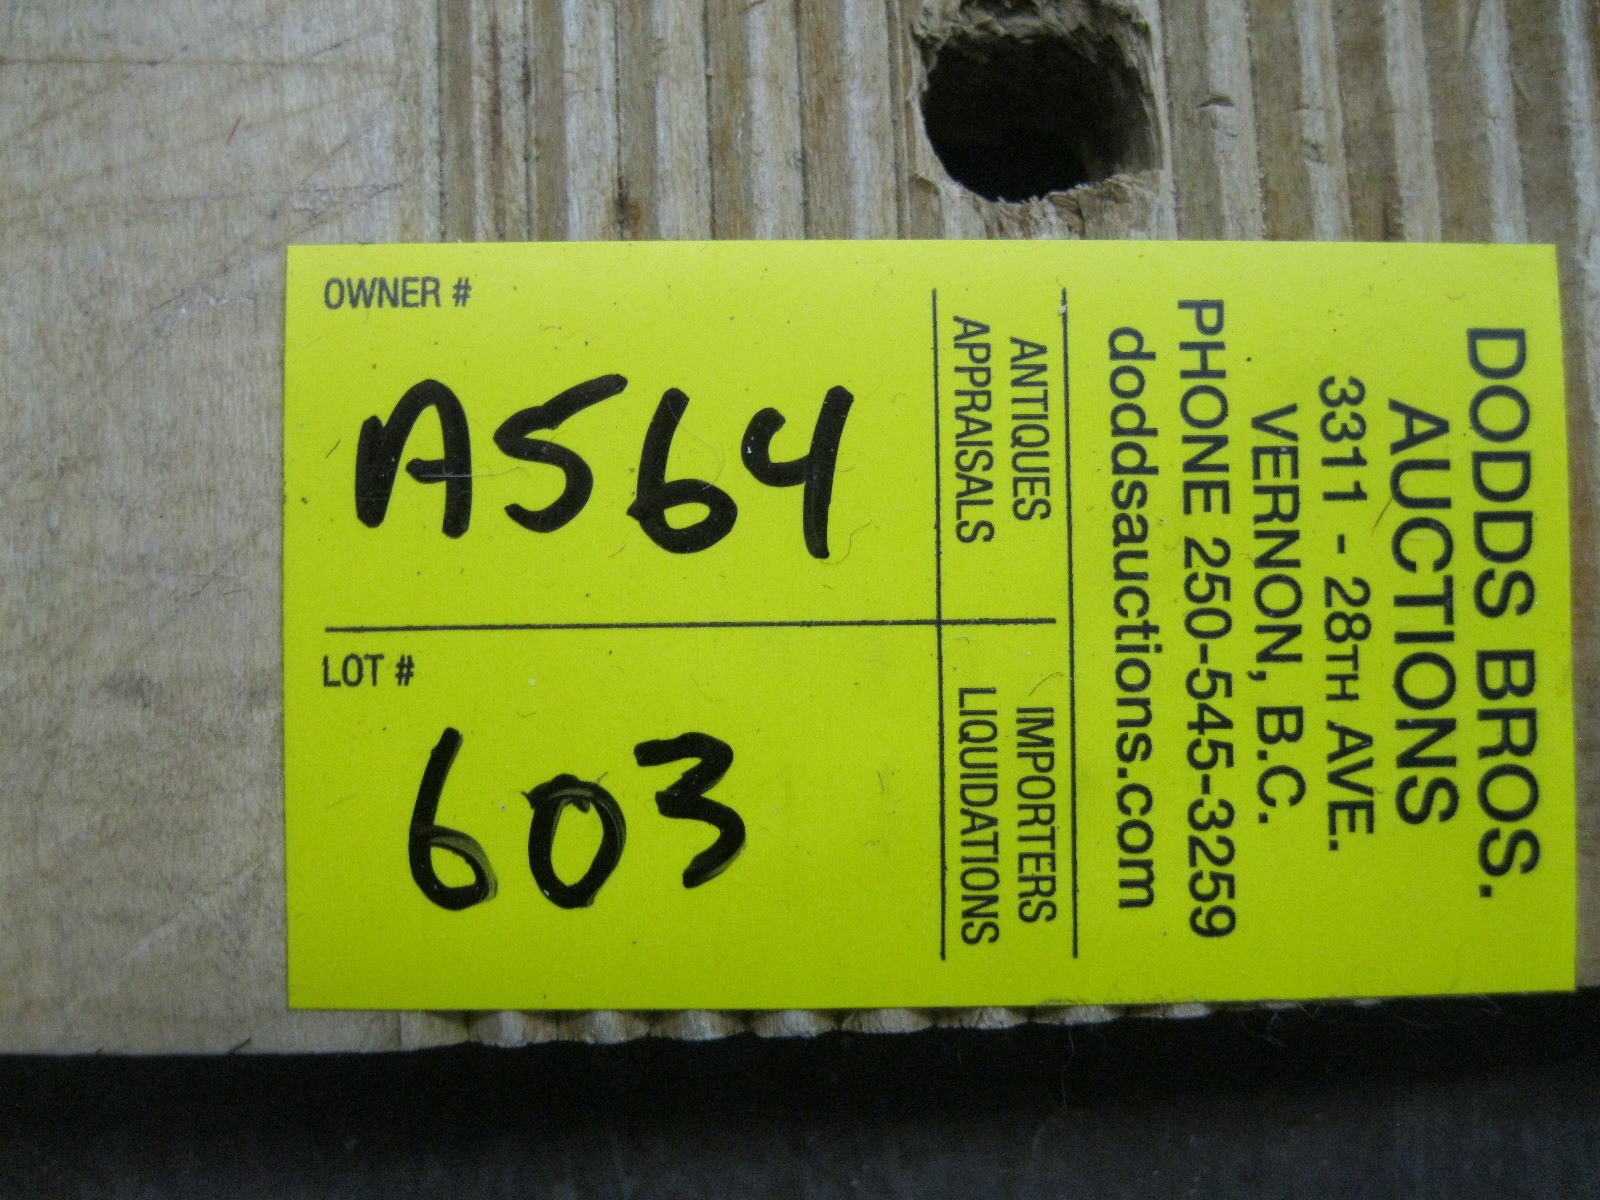 OWNER #
A564
LOT #
603
DODDS BROS.
AUCTIONS
3311 - 28TH AVE.
VERNON, B.C.
PHONE 250-545-3259
doddsauctions.com
ANTIQUES IMPORTERS
APPRAISALS LIQUIDATIONS